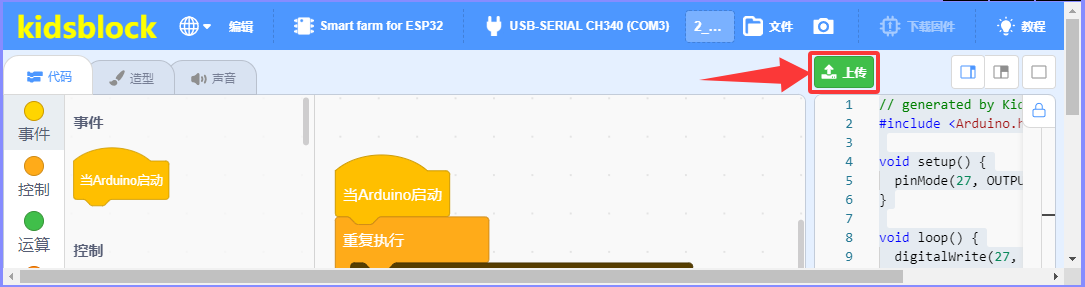 kidsblock 编辑 Smart farm for ESP32 USB-SERIAL CH340 (COM3) 2_... 文件 下载固件 教程
代码 造型 声音 上传
事件
控制
运算
事件
当Arduino启动
控制
当Arduino启动
重复执行
1 // generated by Kid
2 #include <Arduino.h
3
4 void setup() {
5 pinMode(27, OUTPU
6 }
7
8 void loop() {
9 digitalWrite(27,